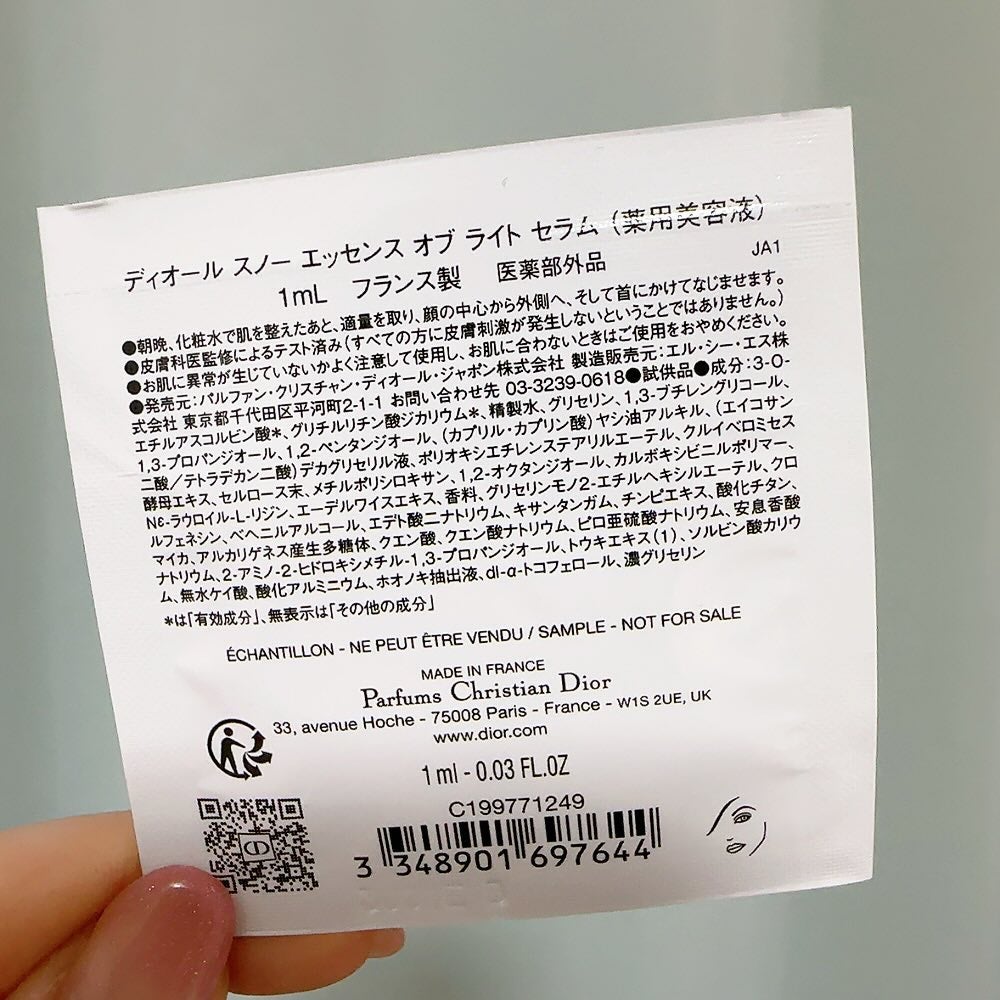 ディオール スノー エッセンス オブ ライト セラム（薬用美容液）
1mL フランス製 医薬部外品 JA1
●朝晩、化粧水で肌を整えたあと、適量を取り、顔の中心から外側へ、そして首にかけてなじませます。
●皮膚科医監修によるテスト済み（すべての方に皮膚刺激が発生しないということではありません。）
●お肌に異常が生じていないかよく注意して使用し、お肌に合わないときはご使用をおやめください。
●発売元：パルファン・クリスチャン・ディオール・ジャポン株式会社 製造販売元：エル・シー・エス株
式会社 東京都千代田区平河町2-1-1 お問い合わせ先 03-3239-0618●試供品●成分：3-O-
エチルアスコルビン酸*、グリチルリチン酸ジカリウム*、精製水、グリセリン、1,3-ブチレングリコール、
1,3-プロパンジオール、1,2-ペンタンジオール、（カプリル・カプリン酸）ヤシ油アルキル、（エイコサン
二酸／テトラデカン二酸）デカグリセリル液、ポリオキシエチレンステアリルエーテル、クルイベロミセス
酵母エキス、セルロース末、メチルポリシロキサン、1,2-オクタンジオール、カルボキシビニルポリマー、
Nε-ラウロイル-L-リジン、エーデルワイスエキス、香料、グリセリンモノ2-エチルヘキシルエーテル、クロ
ルフェネシン、ベヘニルアルコール、エデト酸二ナトリウム、キサンタンガム、チンピエキス、酸化チタン、
マイカ、アルカリゲネス産生多糖体、クエン酸、クエン酸ナトリウム、ピロ亜硫酸ナトリウム、安息香酸
ナトリウム、2-アミノ-2-ヒドロキシメチル-1,3-プロパンジオール、トウキエキス(1)、ソルビン酸カリウ
ム、無水ケイ酸、酸化アルミニウム、ホオノキ抽出液、dl-α-トコフェロール、濃グリセリン
*は「有効成分」、無表示は「その他の成分」
ÉCHANTILLON - NE PEUT ÊTRE VENDU / SAMPLE - NOT FOR SALE
MADE IN FRANCE
Parfums Christian Dior
33, avenue Hoche - 75008 Paris - France - W1S 2UE, UK
www.dior.com
1 ml - 0.03 FL.OZ
C199771249
3 348901 697644